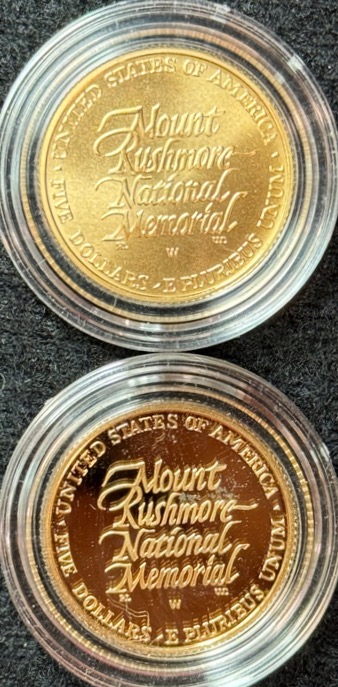 UNITED STATES OF AMERICA
Mount
Rushmore
National
Memorial
W
FIVE DOLLARS · E PLURIBUS UNUM
UNITED STATES OF AMERICA
Mount
Rushmore
National
Memorial
W
FIVE DOLLARS · E PLURIBUS UNUM